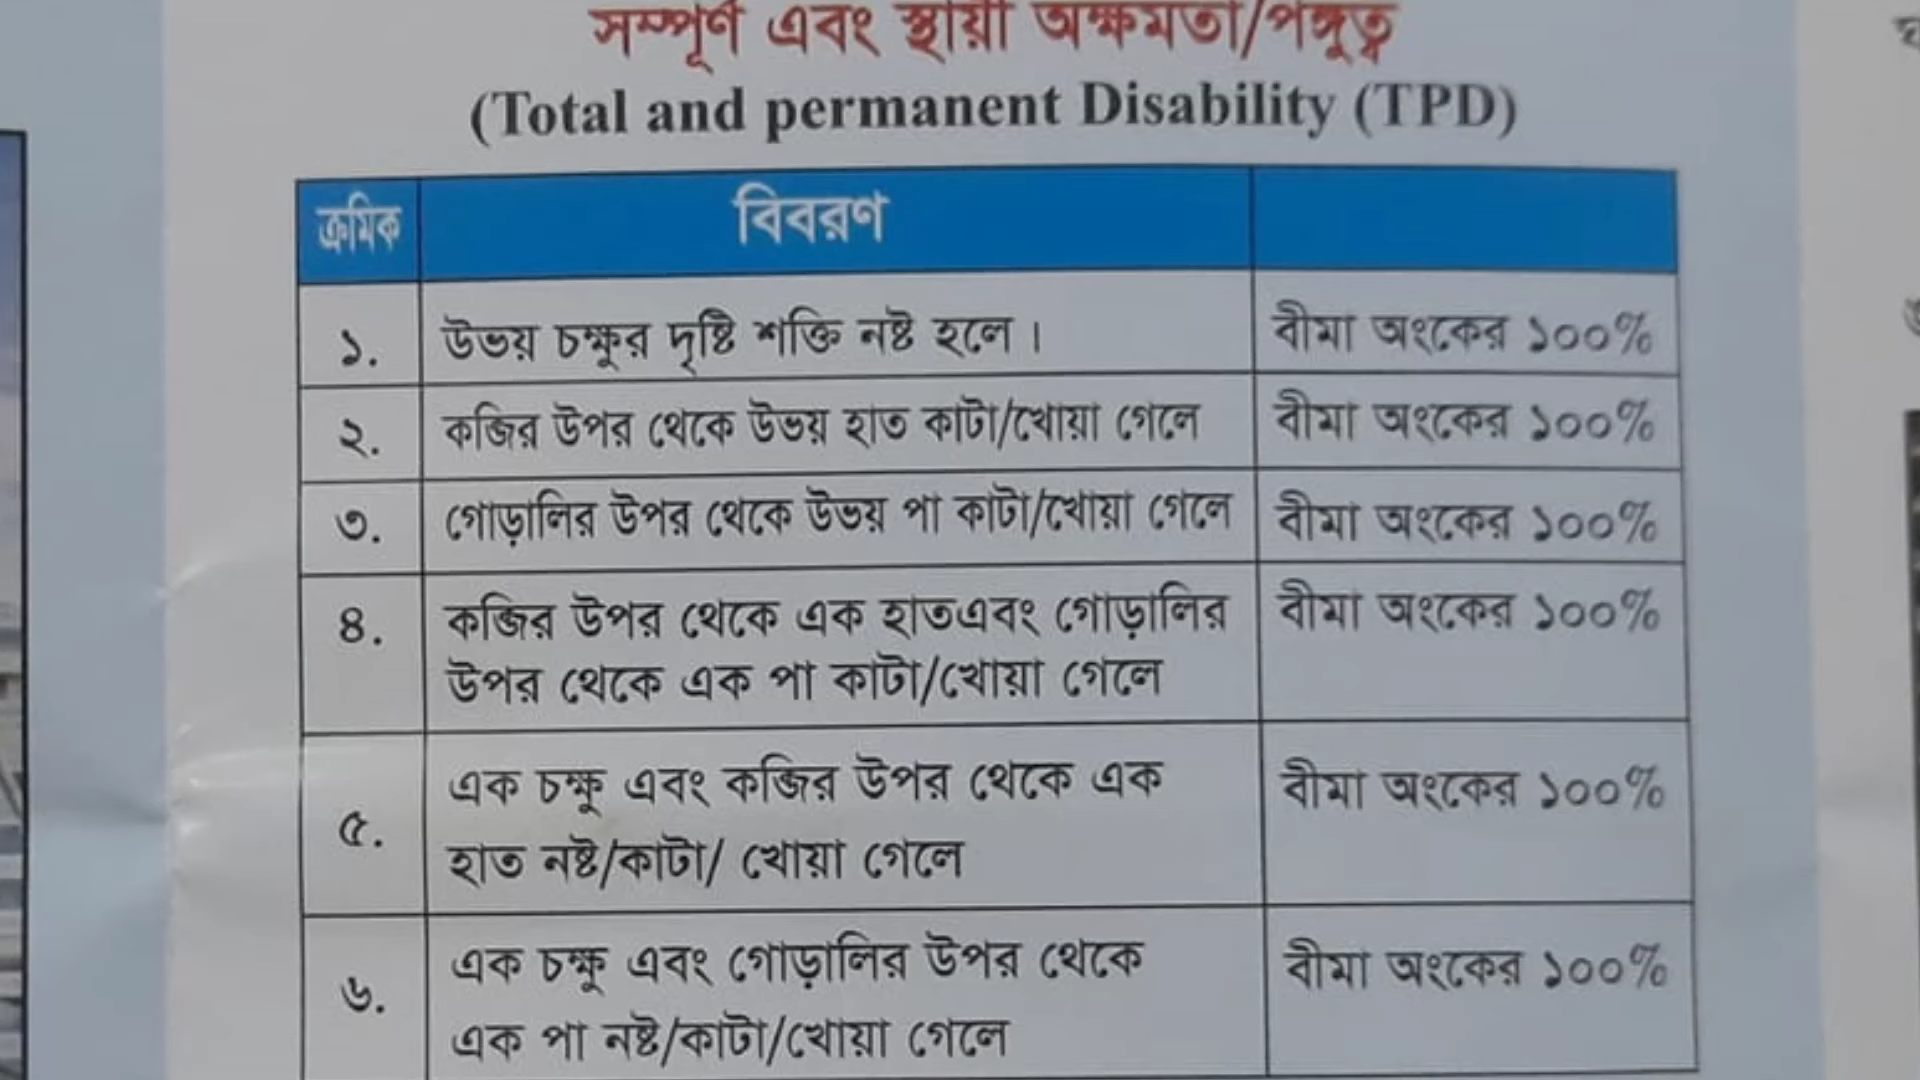 সম্পূর্ণ এবং স্থায়ী অক্ষমতা/পঙ্গুত্ব
(Total and permanent Disability (TPD)
ক্রমিক বিবরণ
১. উভয় চক্ষুর দৃষ্টি শক্তি নষ্ট হলে। বীমা অংকের ১০০%
২. কব্জির উপর থেকে উভয় হাত কাটা/খোয়া গেলে বীমা অংকের ১০০%
৩. গোড়ালির উপর থেকে উভয় পা কাটা/খোয়া গেলে বীমা অংকের ১০০%
৪. কব্জির উপর থেকে এক হাতএবং গোড়ালির বীমা অংকের ১০০%
উপর থেকে এক পা কাটা/খোয়া গেলে
৫. এক চক্ষু এবং কব্জির উপর থেকে এক বীমা অংকের ১০০%
হাত নষ্ট/কাটা/ খোয়া গেলে
৬. এক চক্ষু এবং গোড়ালির উপর থেকে বীমা অংকের ১০০%
এক পা নষ্ট/কাটা/খোয়া গেলে